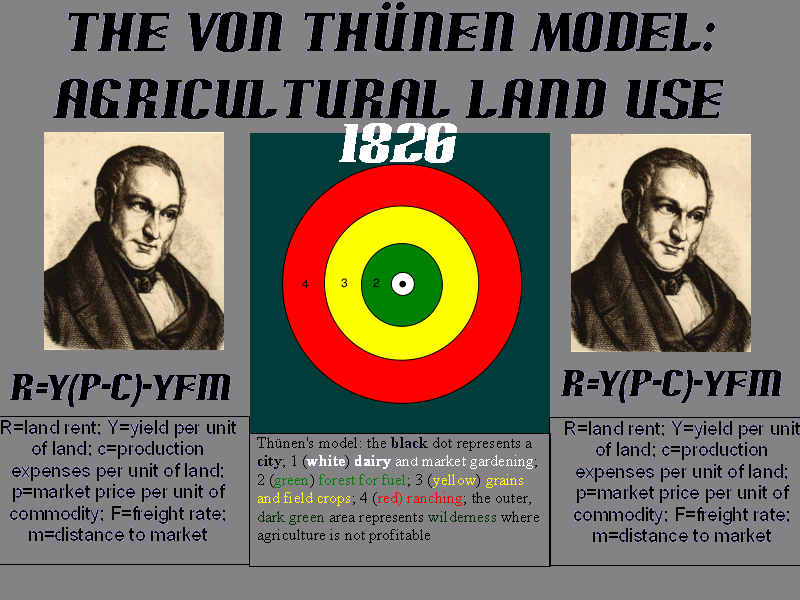 THE VON THÜNEN MODEL:
AGRICULTURAL LAND USE
1826
4 3 2
R=Y(P-C)-YFM
R=land rent; Y=yield per unit
of land; c=production
expenses per unit of land;
p=market price per unit of
commodity; F=freight rate;
m=distance to market
Thünen's model: the black dot represents a
city; 1 (white) dairy and market gardening;
2 (green) forest for fuel; 3 (yellow) grains
and field crops; 4 (red) ranching; the outer,
dark green area represents wilderness where
agriculture is not profitable
R=Y(P-C)-YFM
R=land rent; Y=yield per unit
of land; c=production
expenses per unit of land;
p=market price per unit of
commodity; F=freight rate;
m=distance to market